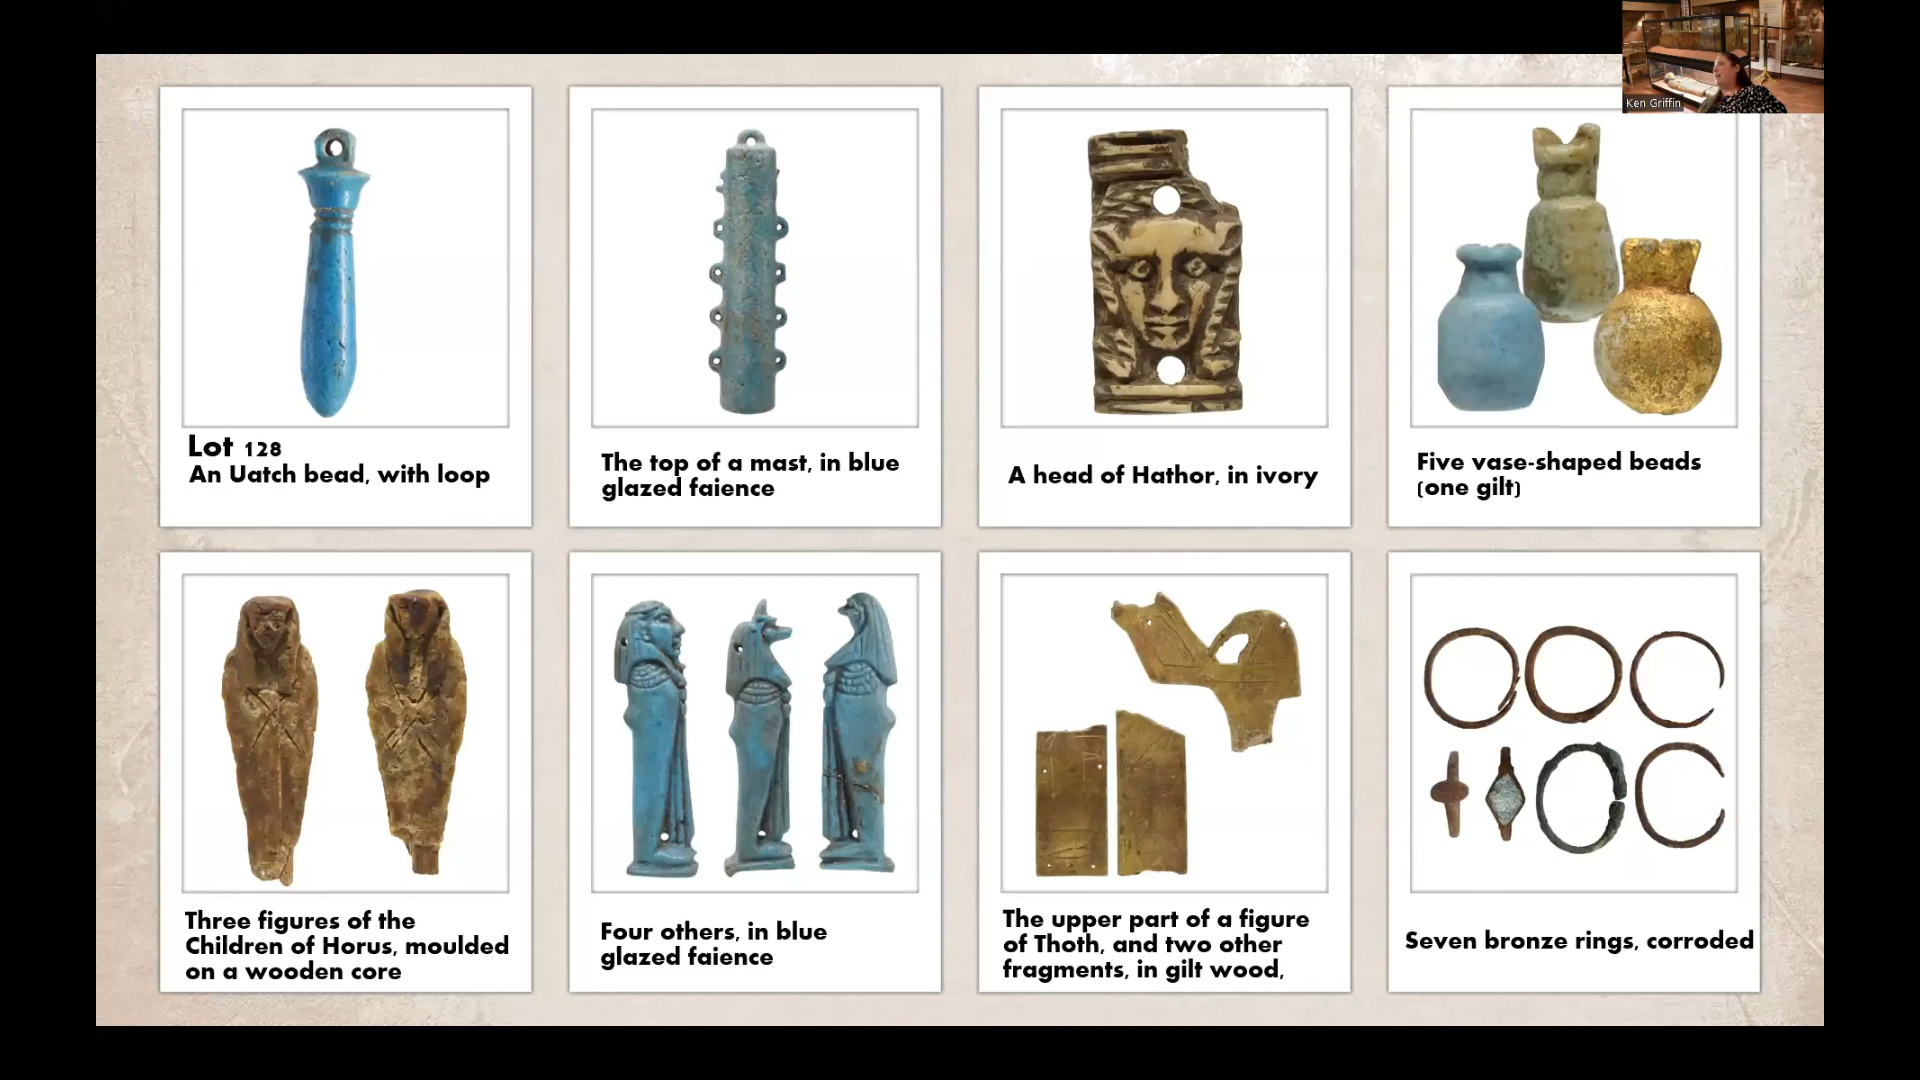 Ken Griffin
Lot 128
An Uatch bead, with loop
The top of a mast, in blue
glazed faience
A head of Hathor, in ivory
Five vase-shaped beads
(one gilt)
Three figures of the
Children of Horus, moulded
on a wooden core
Four others, in blue
glazed faience
The upper part of a figure
of Thoth, and two other
fragments, in gilt wood,
Seven bronze rings, corroded